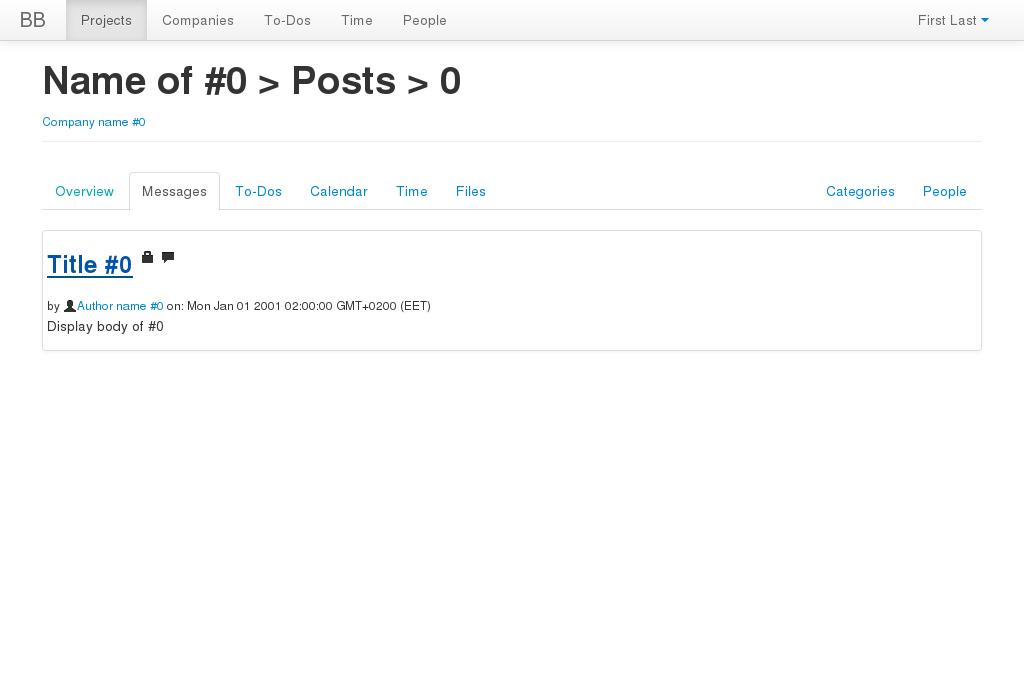 BB Projects Companies To-Dos Time People First Last
Name of #0 > Posts > 0
Company name #0
Overview Messages To-Dos Calendar Time Files Categories People
Title #0
by Author name #0 on: Mon Jan 01 2001 02:00:00 GMT+0200 (EET)
Display body of #0